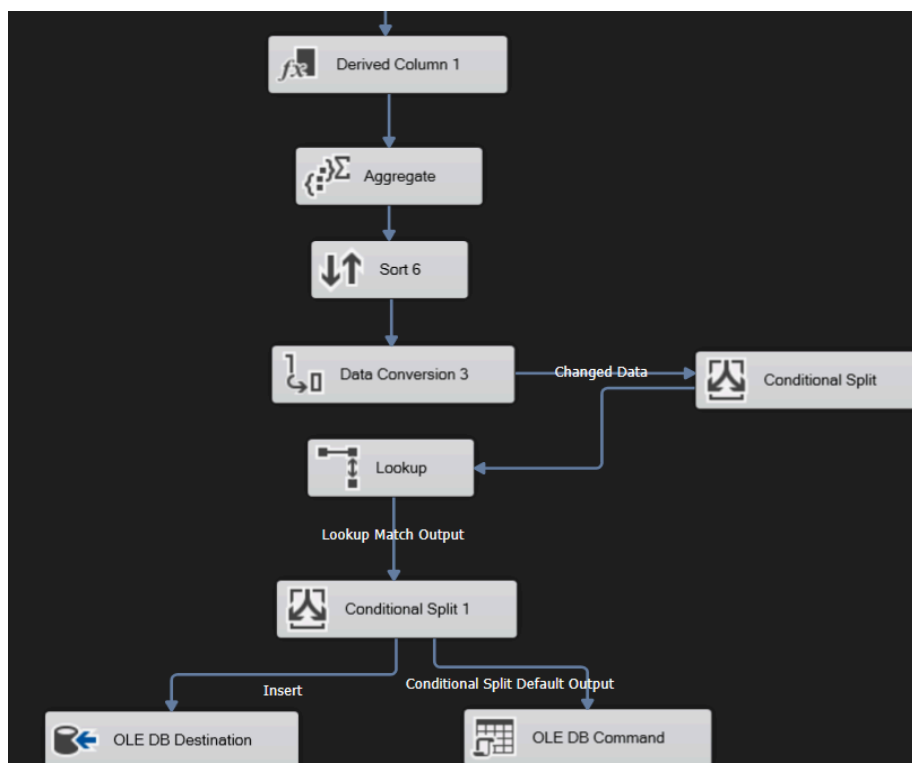 Derived Column 1
Aggregate
Sort 6
Data Conversion 3
Changed Data
Conditional Split
Lookup
Lookup Match Output
Conditional Split 1
Insert
Conditional Split Default Output
OLE DB Destination
OLE DB Command